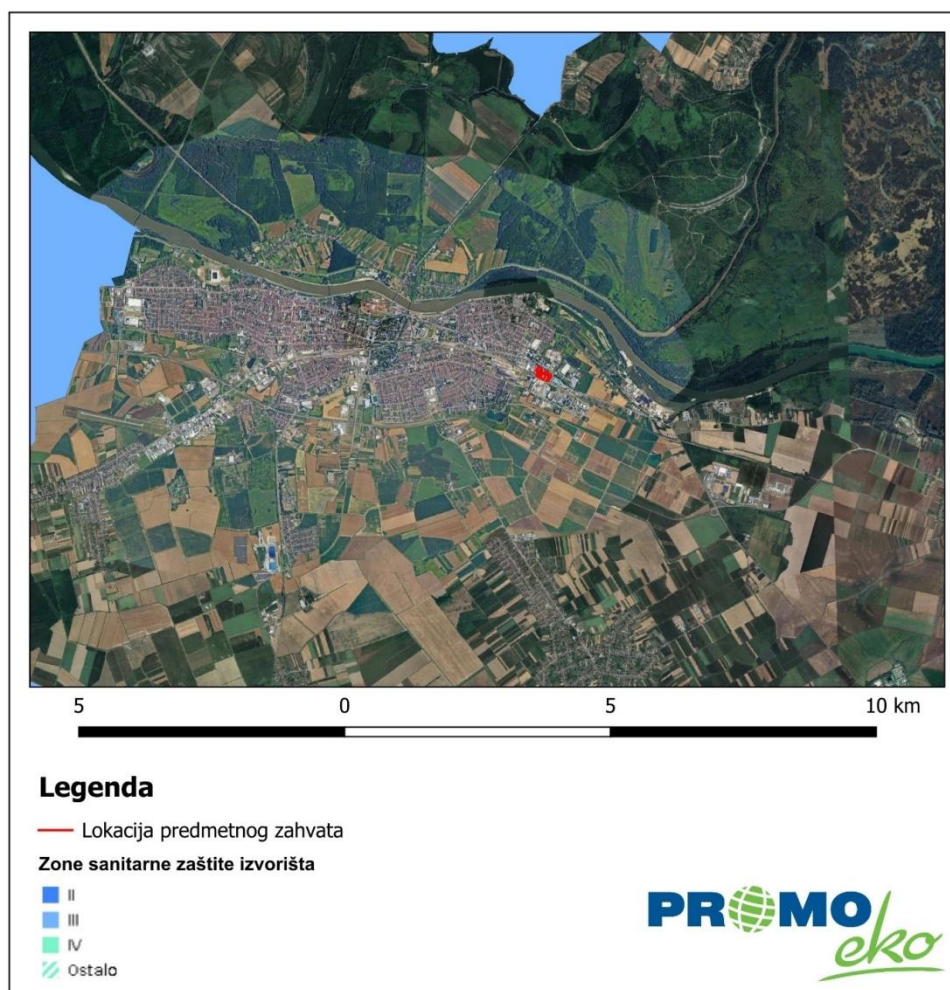 5 0 5 10 km
Legenda
Lokacija predmetnog zahvata
Zone sanitarne zaštite izvorišta
II
III
IV
Ostalo
PROMO
eko